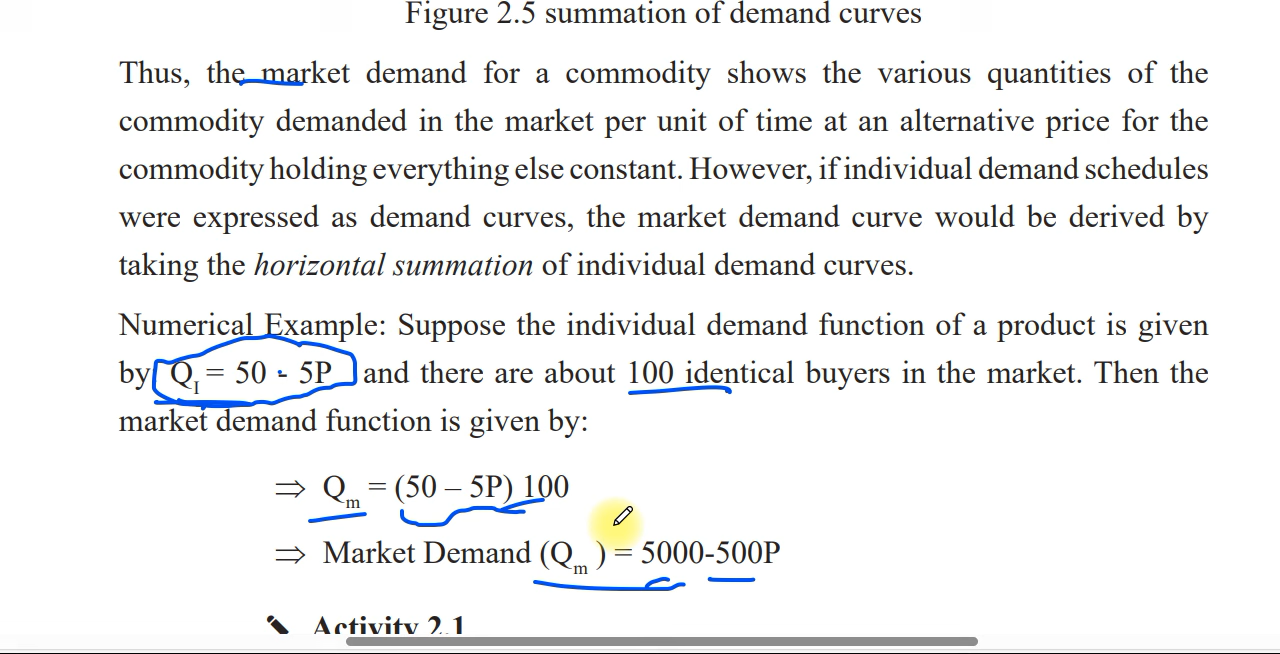 Figure 2.5 summation of demand curves
Thus, the market demand for a commodity shows the various quantities of the
commodity demanded in the market per unit of time at an alternative price for the
commodity holding everything else constant. However, if individual demand schedules
were expressed as demand curves, the market demand curve would be derived by
taking the horizontal summation of individual demand curves.
Numerical Example: Suppose the individual demand function of a product is given
by Q_I = 50 - 5P and there are about 100 identical buyers in the market. Then the
market demand function is given by:
⇒ Q_m = (50 – 5P) 100
⇒ Market Demand (Q_m ) = 5000-500P
Activity 2.1